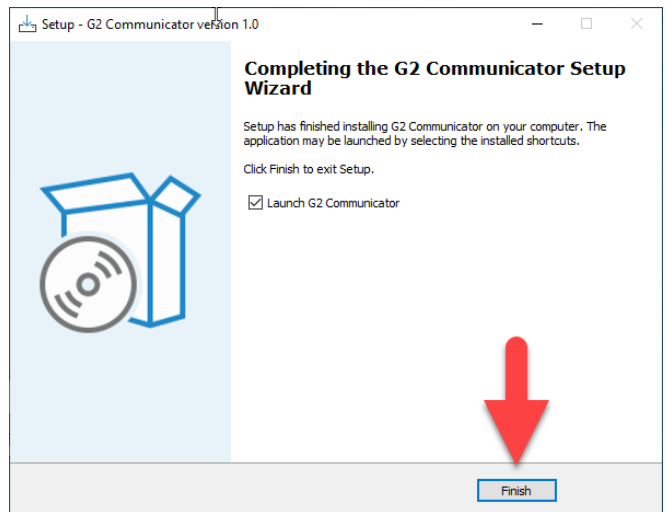 Setup - G2 Communicator version 1.0
Completing the G2 Communicator Setup
Wizard
Setup has finished installing G2 Communicator on your computer. The
application may be launched by selecting the installed shortcuts.
Click Finish to exit Setup.
Launch G2 Communicator
Finish